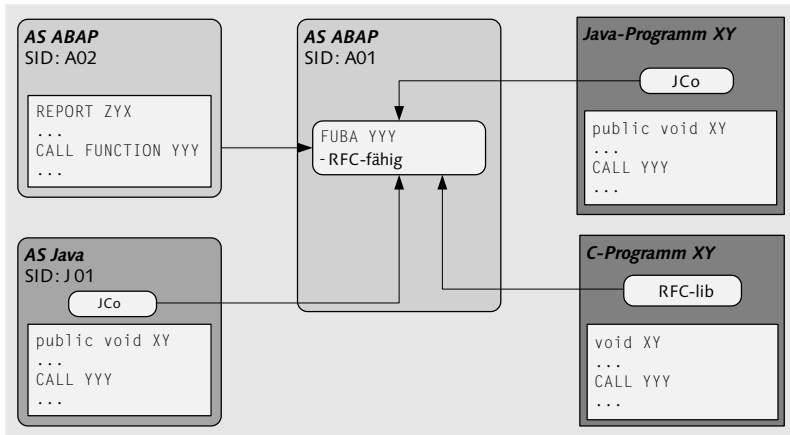 AS ABAP
SID: A02
REPORT ZYX
...
CALL FUNCTION YYY
...
AS ABAP
SID: A01
FUBA YYY
- RFC-fähig
Java-Programm XY
JCo
public void XY
...
CALL YYY
...
AS Java
SID: J01
JCo
public void XY
...
CALL YYY
...
C-Programm XY
RFC-lib
void XY
...
CALL YYY
...